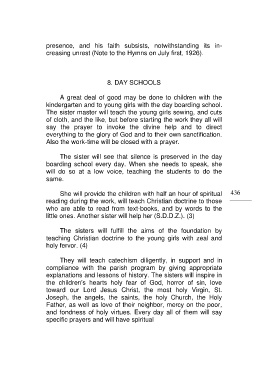 presence, and his faith subsists, notwithstanding its in-
creasing unrest (Note to the Hymns on July first, 1926).
8. DAY SCHOOLS
A great deal of good may be done to children with the
kindergarten and to young girls with the day boarding school.
The sister master will teach the young girls sewing, and cuts
of cloth, and the like, but before starting the work they all will
say the prayer to invoke the divine help and to direct
everything to the glory of God and to their own sanctification.
Also the work-time will be closed with a prayer.
The sister will see that silence is preserved in the day
boarding school every day. When she needs to speak, she
will do so at a low voice, teaching the students to do the
same.
She will provide the children with half an hour of spiritual
436
reading during the work, will teach Christian doctrine to those
who are able to read from text-books, and by words to the
little ones. Another sister will help her (S.D.D.Z.). (3)
The sisters will fulfill the aims of the foundation by
teaching Christian doctrine to the young girls with zeal and
holy fervor. (4)
They will teach catechism diligently, in support and in
compliance with the parish program by giving appropriate
explanations and lessons of history. The sisters will inspire in
the children's hearts holy fear of God, horror of sin, love
toward our Lord Jesus Christ, the most holy Virgin, St.
Joseph, the angels, the saints, the holy Church, the Holy
Father, as well as love of their neighbor, mercy on the poor,
and fondness of holy virtues. Every day all of them will say
specific prayers and will have spiritual